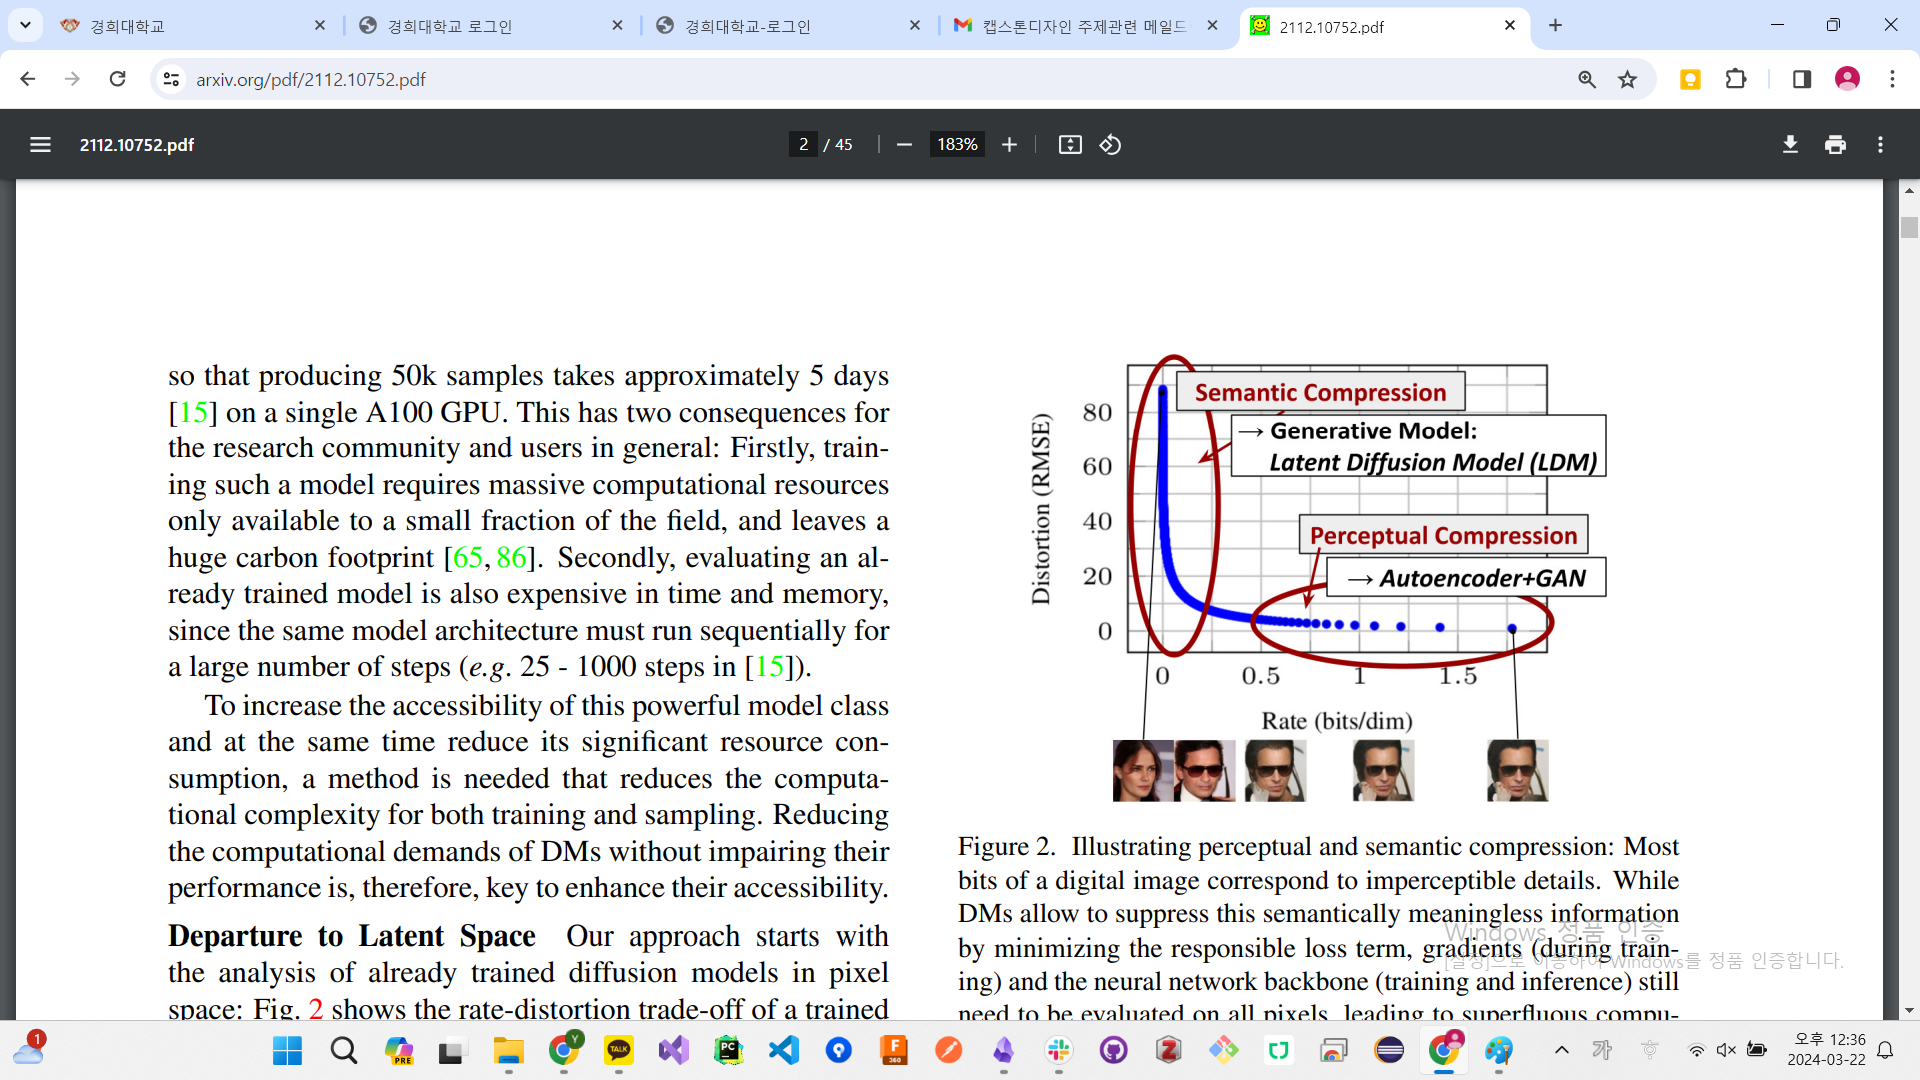 경희대학교
경희대학교 로그인
경희대학교-로그인
캡스톤디자인 주제관련 메일드
2112.10752.pdf
arxiv.org/pdf/2112.10752.pdf
2112.10752.pdf
2 / 45
183%
so that producing 50k samples takes approximately 5 days
[15] on a single A100 GPU. This has two consequences for
the research community and users in general: Firstly, train-
ing such a model requires massive computational resources
only available to a small fraction of the field, and leaves a
huge carbon footprint [65, 86]. Secondly, evaluating an al-
ready trained model is also expensive in time and memory,
since the same model architecture must run sequentially for
a large number of steps (e.g. 25 - 1000 steps in [15]).
To increase the accessibility of this powerful model class
and at the same time reduce its significant resource con-
sumption, a method is needed that reduces the computa-
tional complexity for both training and sampling. Reducing
the computational demands of DMs without impairing their
performance is, therefore, key to enhance their accessibility.
Departure to Latent Space Our approach starts with
the analysis of already trained diffusion models in pixel
space: Fig. 2 shows the rate-distortion trade-off of a trained
Semantic Compression
→ Generative Model:
Latent Diffusion Model (LDM)
Perceptual Compression
→ Autoencoder+GAN
Distortion (RMSE)
80
60
40
20
0
0 0.5 1 1.5
Rate (bits/dim)
Figure 2. Illustrating perceptual and semantic compression: Most
bits of a digital image correspond to imperceptible details. While
DMs allow to suppress this semantically meaningless information
by minimizing the responsible loss term, gradients (during train-
ing) and the neural network backbone (training and inference) still
need to be evaluated on all pixels, leading to superfluous compu-
Windows 정품 인증
[설정]으로 이동하여 Windows를 정품 인증합니다.
1
PRE
Y
TALK
PC
F
360
Z
가
오후 12:36
2024-03-22